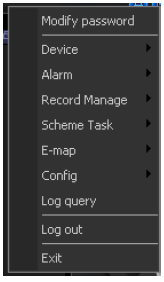 Modify password
Device
Alarm
Record Manage
Scheme Task
E-map
Config
Log query
Log out
Exit